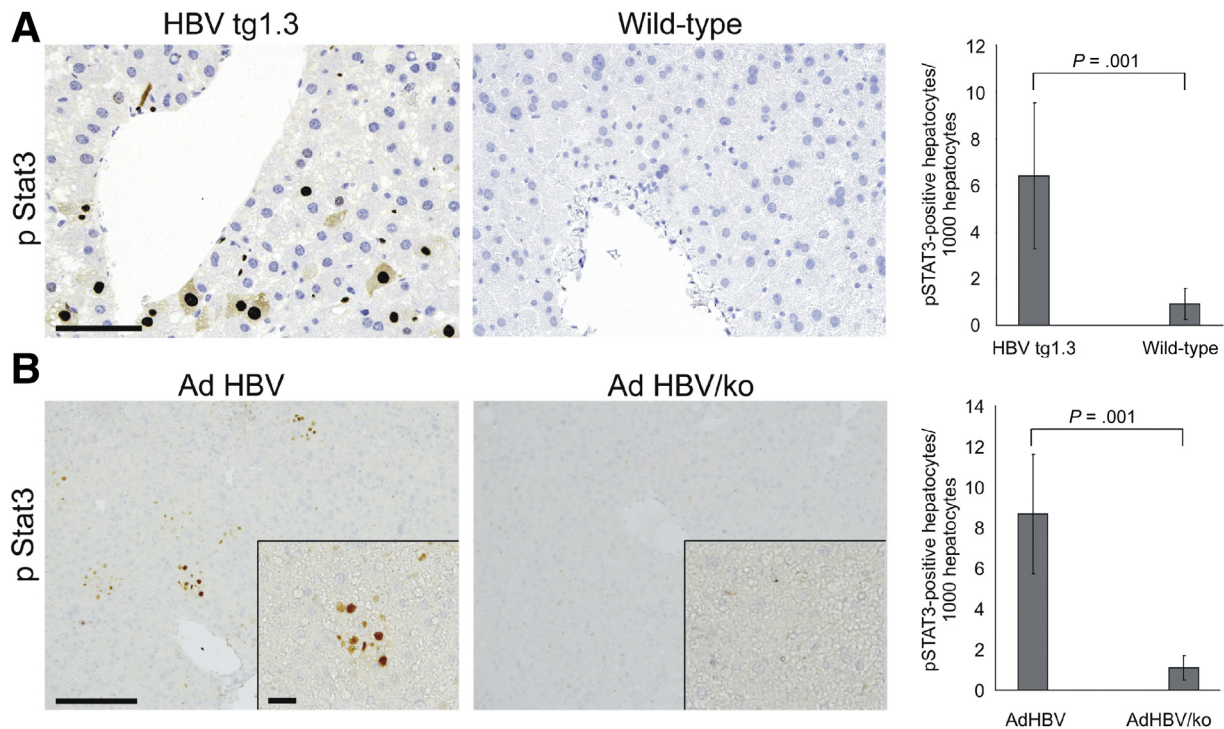 A
HBV tg1.3
Wild-type
p Stat3
pSTAT3-positive hepatocytes/
1000 hepatocytes
12
10
8
6
4
2
0
P = .001
HBV tg1.3
Wild-type
B
Ad HBV
Ad HBV/ko
p Stat3
pSTAT3-positive hepatocytes/
1000 hepatocytes
14
12
10
8
6
4
2
0
P = .001
AdHBV
AdHBV/ko